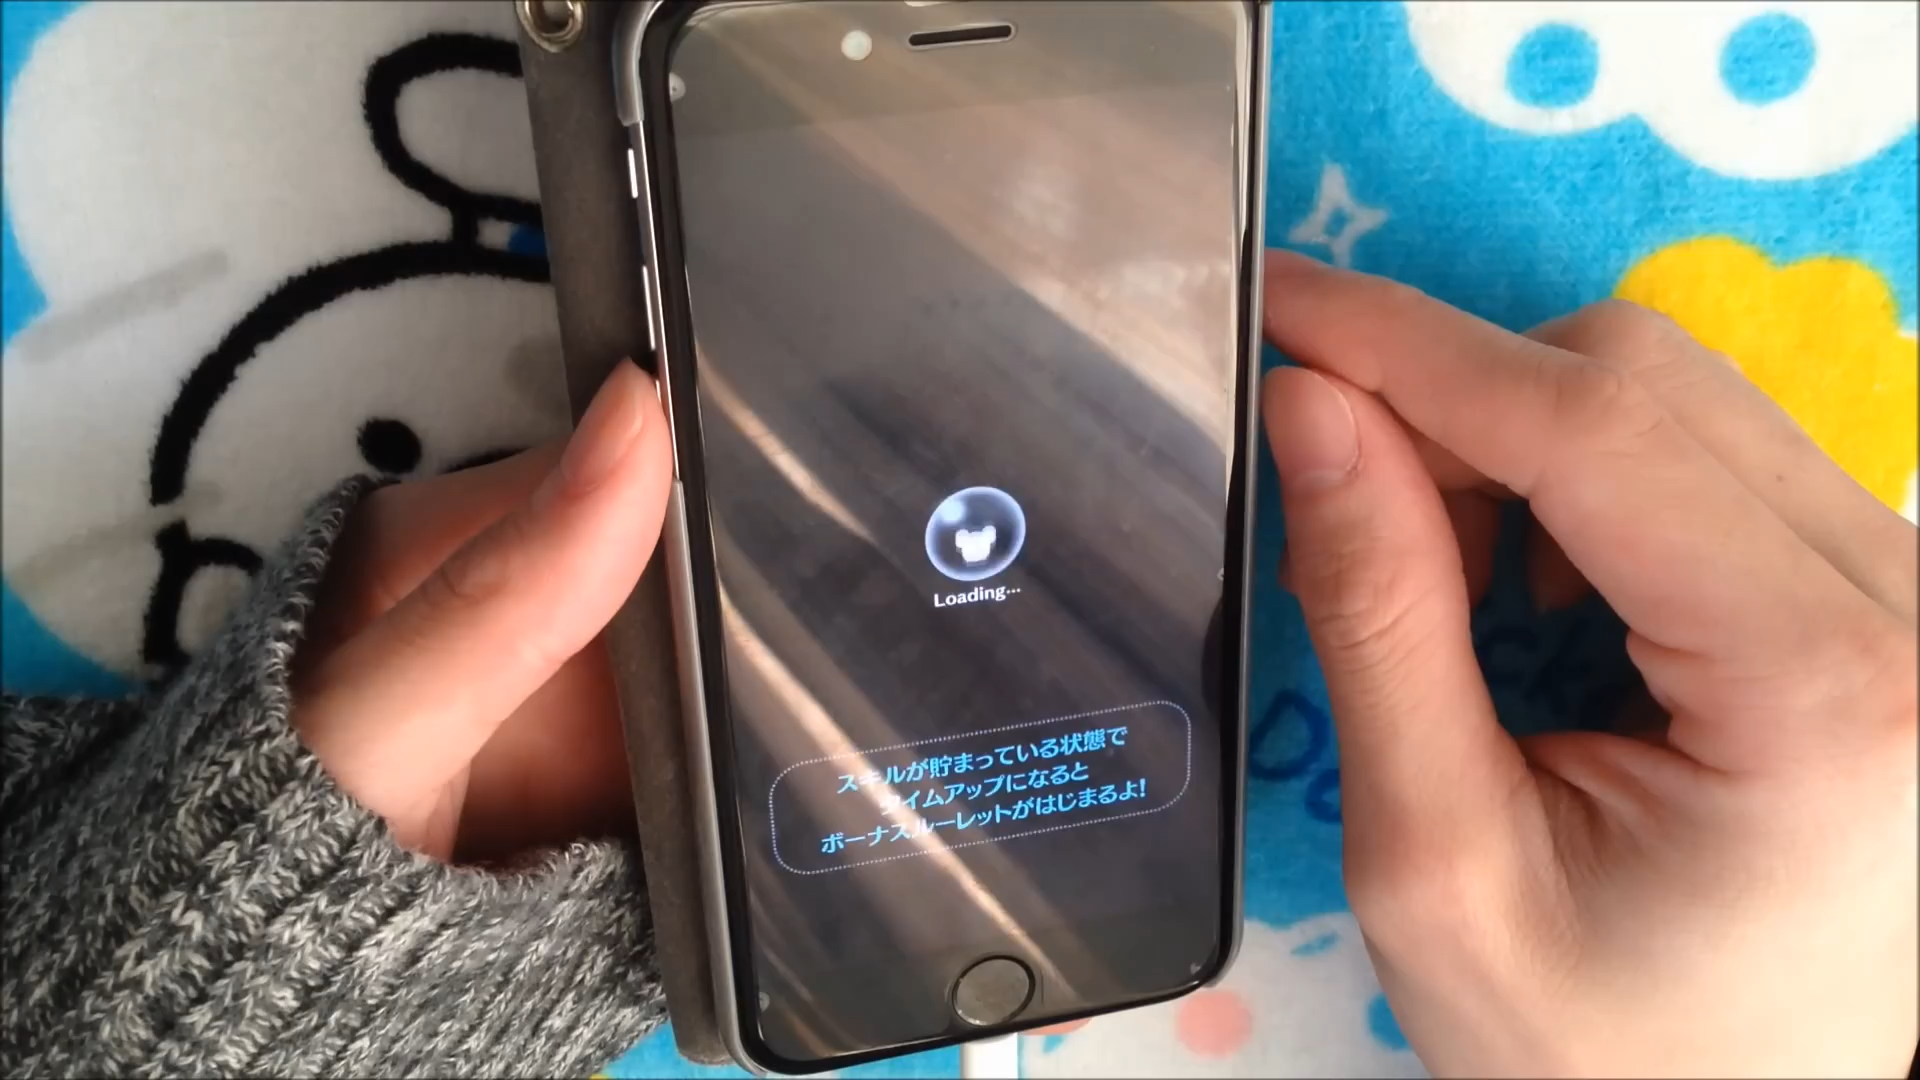 Loading...
スキルが貯まっている状態で
タイムアップになると
ボーナスルーレットがはじまるよ!